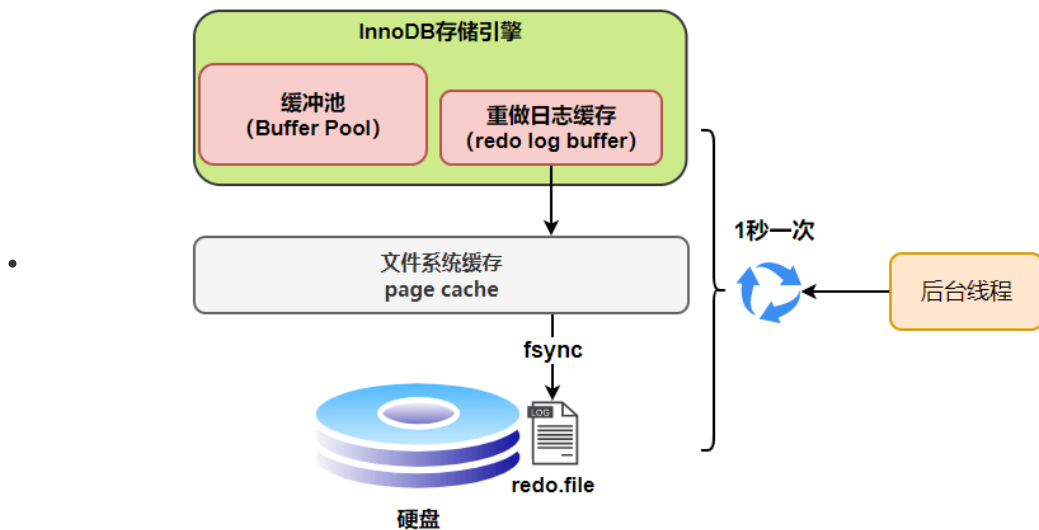 InnoDB存储引擎
缓冲池
（Buffer Pool）
重做日志缓存
（redo log buffer）
1秒一次
文件系统缓存
page cache
后台线程
fsync
LOG
redo.file
硬盘